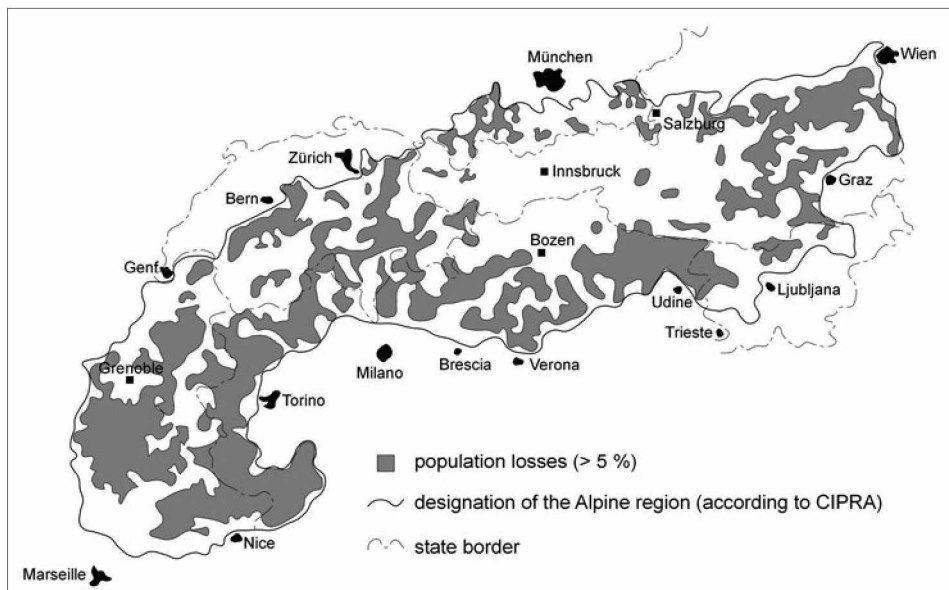 Wien
München
Salzburg
Zürich
Innsbruck
Graz
Bern
Bozen
Genf
Ljubljana
Udine
Trieste
Grenoble
Milano
Brescia
Verona
Torino
population losses (> 5 %)
designation of the Alpine region (according to CIPRA)
Nice
state border
Marseille